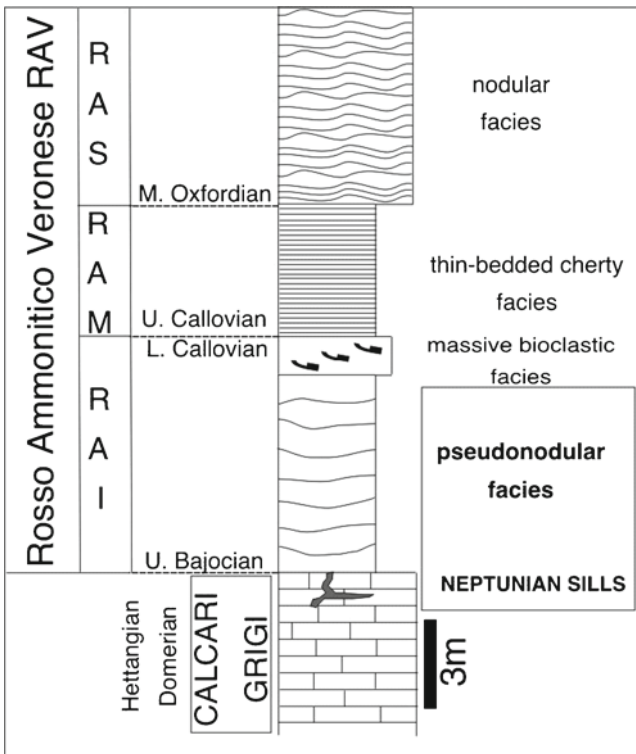 Rosso Ammonitico Veronese RAV
R
A
S
nodular
facies
M. Oxfordian
R
A
M
thin-bedded cherty
facies
U. Callovian
L. Callovian
massive bioclastic
facies
R
A
I
pseudonodular
facies
U. Bajocian
NEPTUNIAN SILLS
Hettangian
Domerian
CALCARI
GRIGI
3m